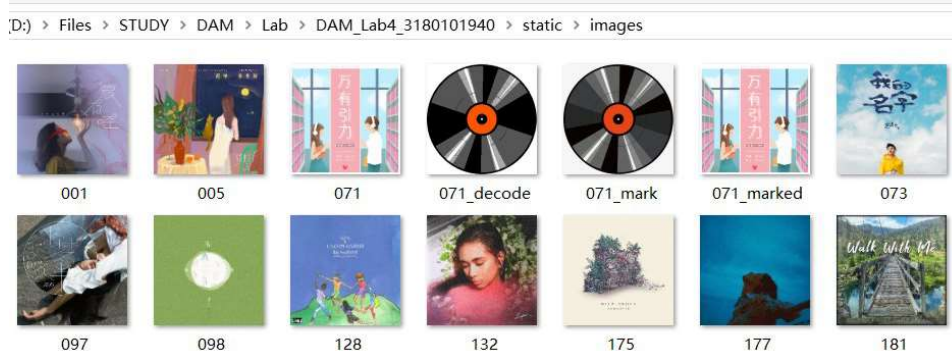 (D:) > Files > STUDY > DAM > Lab > DAM_Lab4_3180101940 > static > images
万有引力
万有引力
我的名字
Walk With Me
001 005 071 071_decode 071_mark 071_marked 073
097 098 128 132 175 177 181